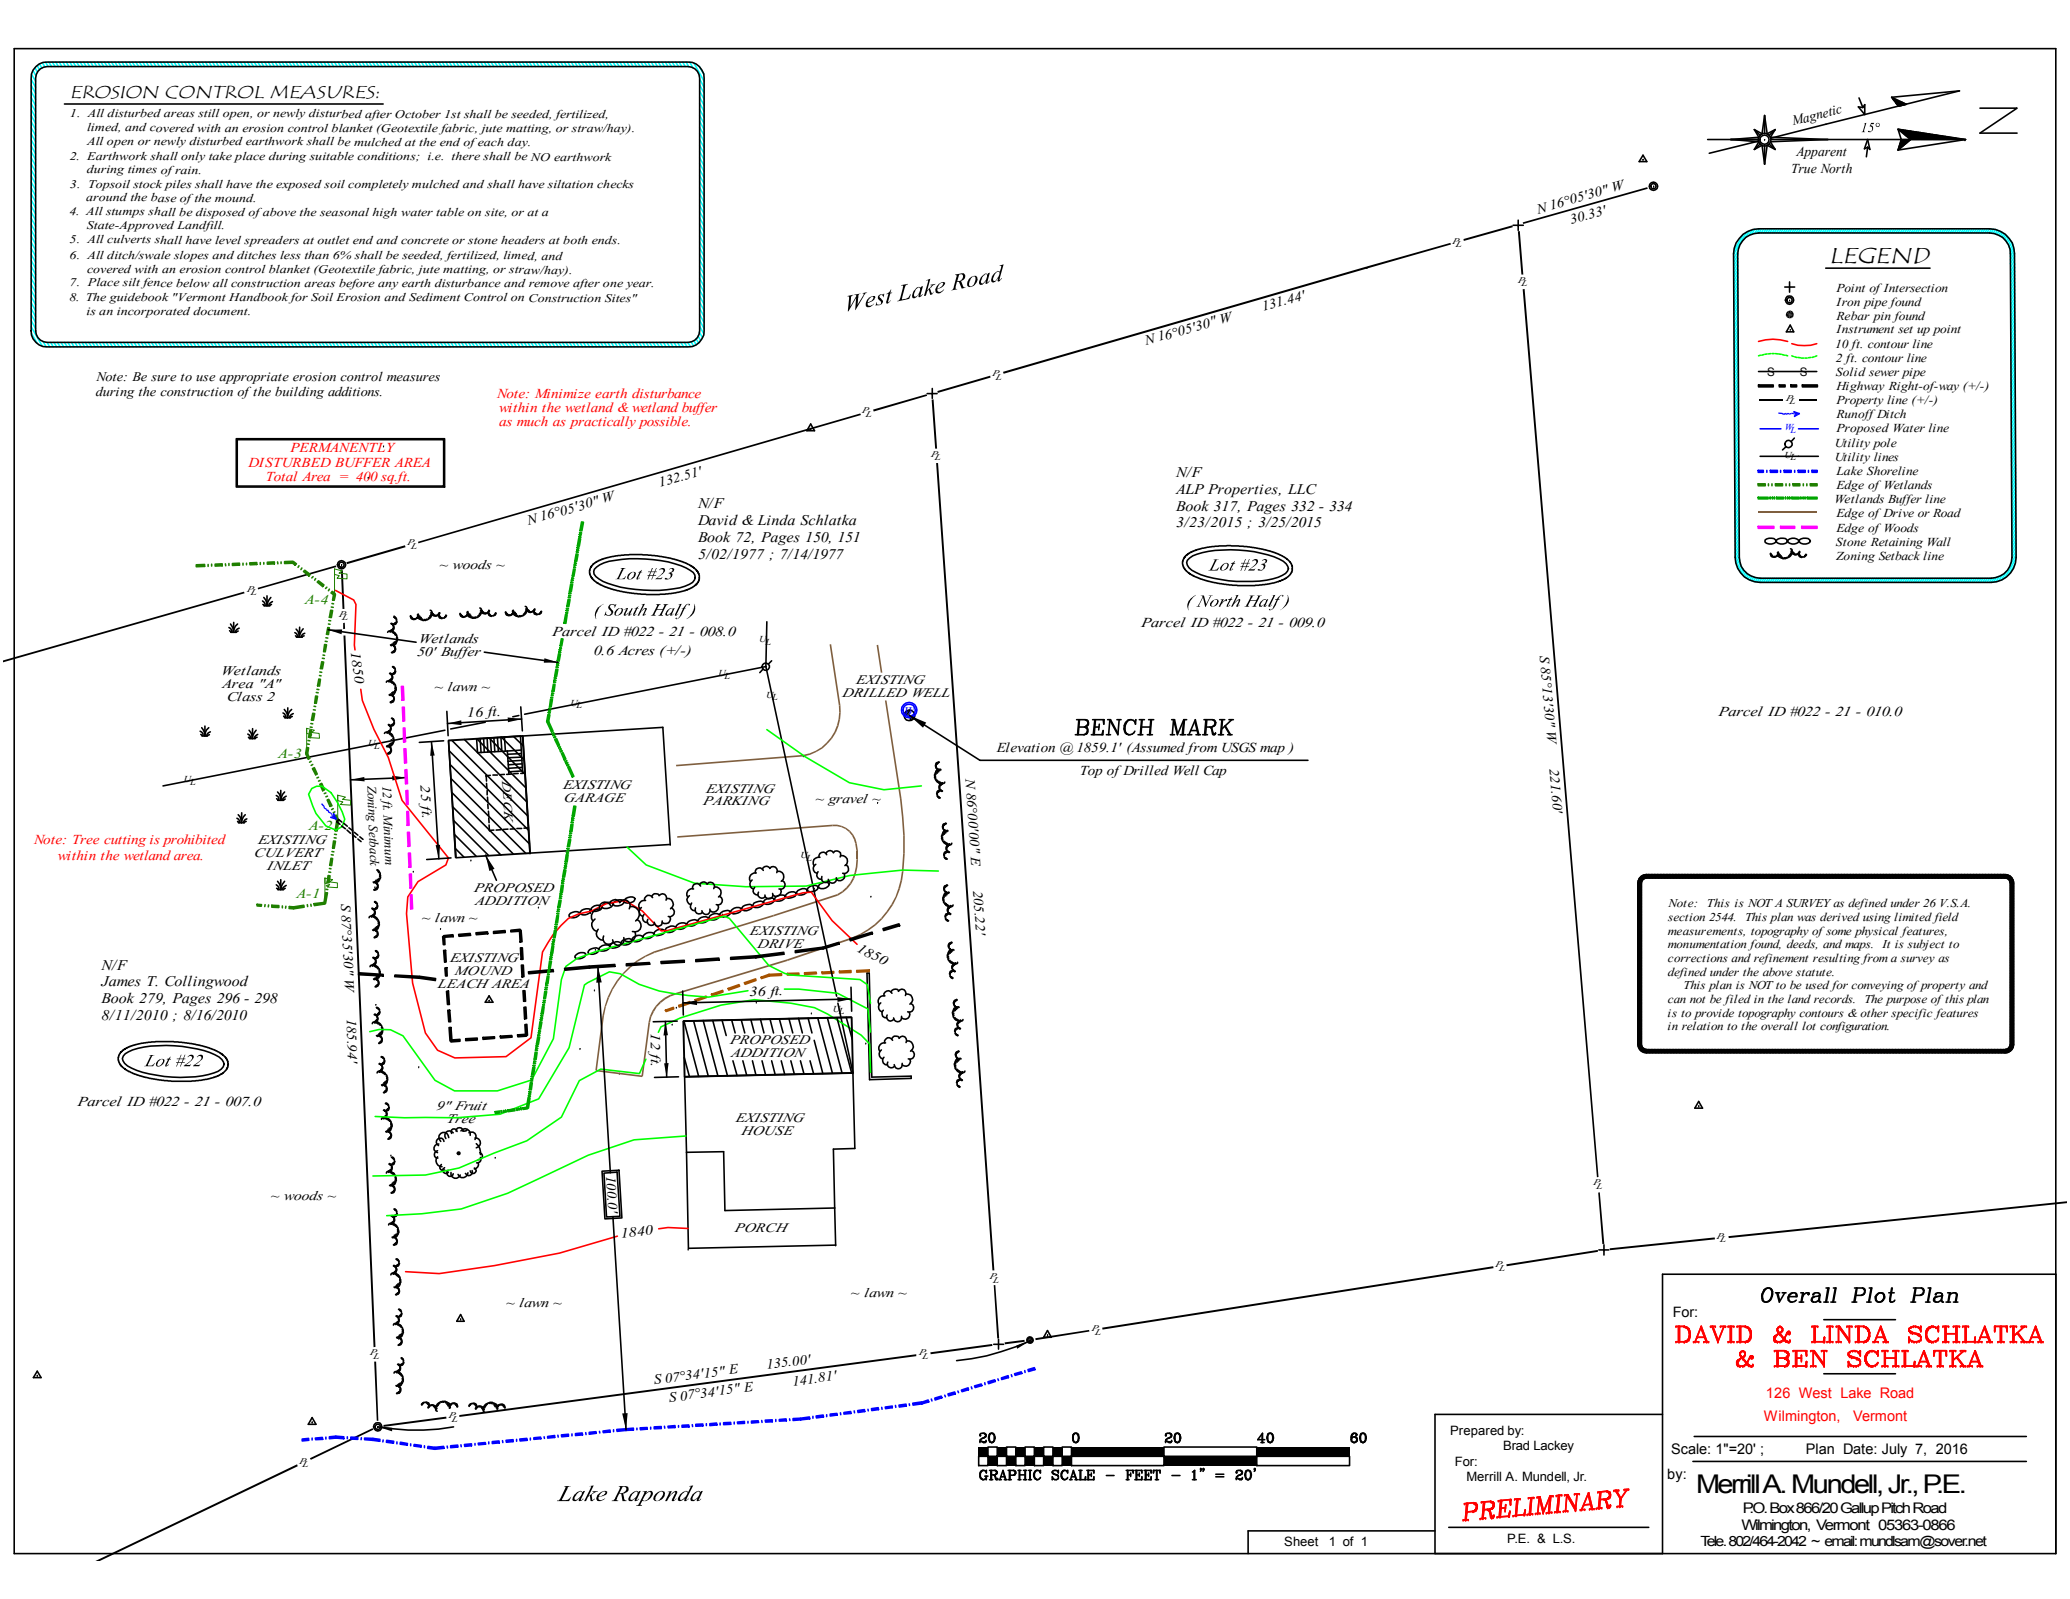 EROSION CONTROL MEASURES:
1. All disturbed areas still open, or newly disturbed after October 1st shall be seeded, fertilized,
limed, and covered with an erosion control blanket (Geotextile fabric, jute matting, or straw/hay).
All open or newly disturbed earthwork shall be mulched at the end of each day.
2. Earthwork shall only take place during suitable conditions; i.e. there shall be NO earthwork
during times of rain.
3. Topsoil stock piles shall have the exposed soil completely mulched and shall have siltation checks
around the base of the mound.
4. All stumps shall be disposed of above the seasonal high water table on site, or at a
State-Approved Landfill.
5. All culverts shall have level spreaders at outlet end and concrete or stone headers at both ends.
6. All ditch/swale slopes and ditches less than 6% shall be seeded, fertilized, limed, and
covered with an erosion control blanket (Geotextile fabric, jute matting, or straw/hay).
7. Place silt fence below all construction areas before any earth disturbance and remove after one year.
8. The guidebook "Vermont Handbook for Soil Erosion and Sediment Control on Construction Sites"
is an incorporated document.
Note: Be sure to use appropriate erosion control measures
during the construction of the building additions.
Note: Minimize earth disturbance
within the wetland & wetland buffer
as much as practically possible.
PERMANENTLY
DISTURBED BUFFER AREA
Total Area = 400 sq.ft.
Magnetic
15°
Apparent
True North
N
N 16°05'30" W
30.33'
West Lake Road
N 16°05'30" W
131.44'
N 16°05'30" W
132.51'
LEGEND
Point of Intersection
Iron pipe found
Rebar pin found
Instrument set up point
10 ft. contour line
2 ft. contour line
S S Solid sewer pipe
Highway Right-of-way (+/-)
PL Property line (+/-)
Runoff Ditch
WL Proposed Water line
Utility pole
UL Utility lines
Lake Shoreline
Edge of Wetlands
Wetlands Buffer line
Edge of Drive or Road
Edge of Woods
Stone Retaining Wall
Zoning Setback line
N/F
David & Linda Schlatka
Book 72, Pages 150, 151
5/02/1977 ; 7/14/1977
Lot #23
( South Half )
Parcel ID #022 - 21 - 008.0
0.6 Acres (+/-)
N/F
ALP Properties, LLC
Book 317, Pages 332 - 334
3/23/2015 ; 3/25/2015
Lot #23
( North Half )
Parcel ID #022 - 21 - 009.0
Parcel ID #022 - 21 - 010.0
~ woods ~
A-4
Wetlands
50' Buffer
Wetlands
Area "A"
Class 2
1850
~ lawn ~
16 ft.
25 ft.
DECK
EXISTING
GARAGE
EXISTING
PARKING
~ gravel ~
EXISTING
DRILLED WELL
BENCH MARK
Elevation @ 1859.1' (Assumed from USGS map )
Top of Drilled Well Cap
A-3
A-2
A-1
12 ft. Minimum
Zoning Setback
EXISTING
CULVERT
INLET
Note: Tree cutting is prohibited
within the wetland area.
PROPOSED
ADDITION
~ lawn ~
EXISTING
MOUND
LEACH AREA
EXISTING
DRIVE
1850
36 ft.
12 ft.
PROPOSED
ADDITION
EXISTING
HOUSE
PORCH
9" Fruit
Tree
100.0'
1840
~ lawn ~
~ lawn ~
~ woods ~
S 87°35'30" W
185.94'
N 86°00'00" E
205.22'
S 85°13'30" W
221.60'
N/F
James T. Collingwood
Book 279, Pages 296 - 298
8/11/2010 ; 8/16/2010
Lot #22
Parcel ID #022 - 21 - 007.0
Note: This is NOT A SURVEY as defined under 26 V.S.A.
section 2544. This plan was derived using limited field
measurements, topography of some physical features,
monumentation found, deeds, and maps. It is subject to
corrections and refinement resulting from a survey as
defined under the above statute.
This plan is NOT to be used for conveying of property and
can not be filed in the land records. The purpose of this plan
is to provide topography contours & other specific features
in relation to the overall lot configuration.
S 07°34'15" E 135.00'
S 07°34'15" E 141.81'
Lake Raponda
20 0 20 40 60
GRAPHIC SCALE - FEET - 1" = 20'
Sheet 1 of 1
Prepared by:
Brad Lackey
For:
Merrill A. Mundell, Jr.
PRELIMINARY
P.E. & L.S.
Overall Plot Plan
For:
DAVID & LINDA SCHLATKA
& BEN SCHLATKA
126 West Lake Road
Wilmington, Vermont
Scale: 1"=20' ; Plan Date: July 7, 2016
by:
Merrill A. Mundell, Jr., P.E.
P.O. Box 866/20 Gallup Pitch Road
Wilmington, Vermont 05363-0866
Tele. 802/464-2042 ~ email: mundlsam@sover.net